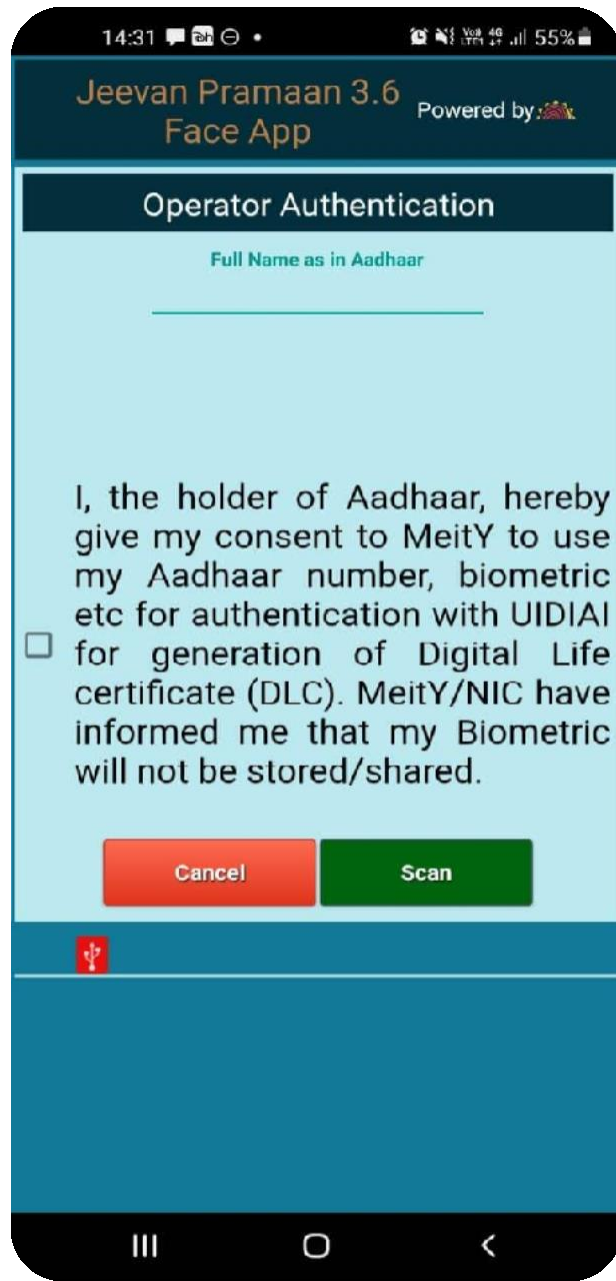 14:31
4G
55%
Jeevan Pramaan 3.6
Face App
Powered by
Operator Authentication
Full Name as in Aadhaar
I, the holder of Aadhaar, hereby
give my consent to MeitY to use
my Aadhaar number, biometric
etc for authentication with UIDIAI
for generation of Digital Life
certificate (DLC). MeitY/NIC have
informed me that my Biometric
will not be stored/shared.
Cancel
Scan